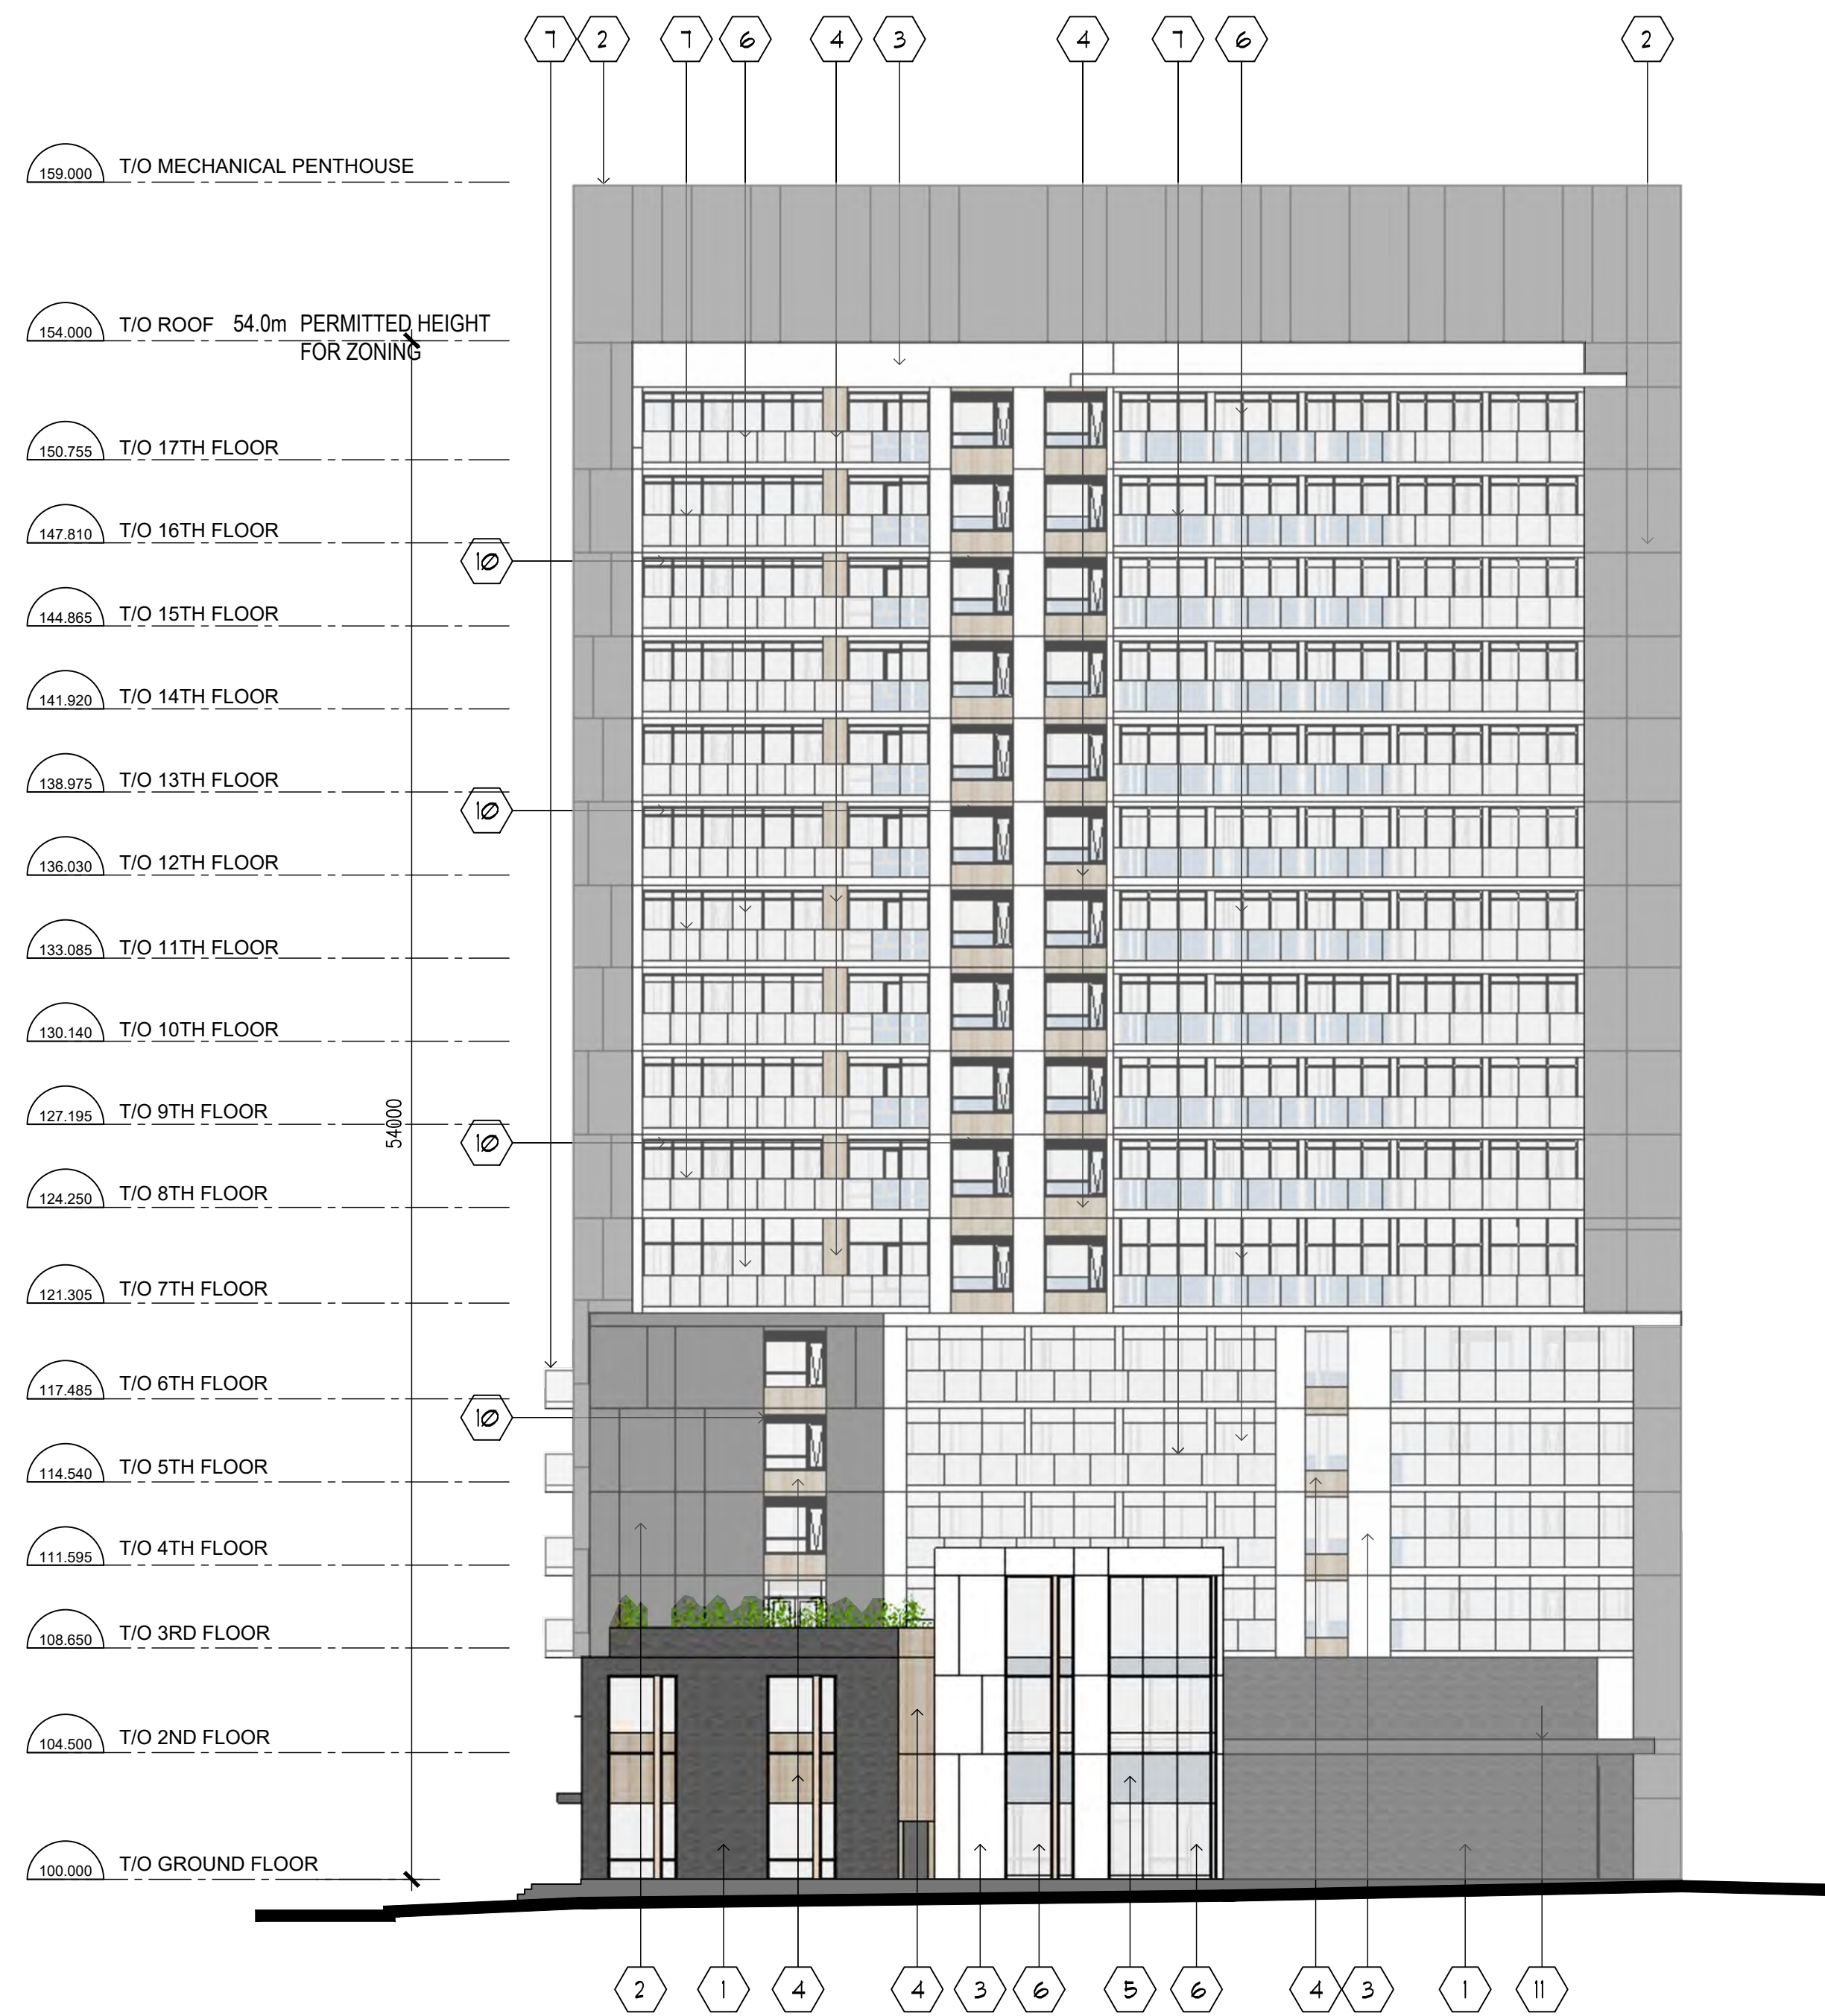 7 2 7 6 4 3 4 7 6 2
159.000 T/O MECHANICAL PENTHOUSE
154.000 T/O ROOF 54.0m PERMITTED HEIGHT
FOR ZONING
150.755 T/O 17TH FLOOR
147.810 T/O 16TH FLOOR
10
144.865 T/O 15TH FLOOR
141.920 T/O 14TH FLOOR
138.975 T/O 13TH FLOOR
10
136.030 T/O 12TH FLOOR
133.085 T/O 11TH FLOOR
130.140 T/O 10TH FLOOR
127.195 T/O 9TH FLOOR
54000
10
124.250 T/O 8TH FLOOR
121.305 T/O 7TH FLOOR
117.485 T/O 6TH FLOOR
10
114.540 T/O 5TH FLOOR
111.595 T/O 4TH FLOOR
108.650 T/O 3RD FLOOR
104.500 T/O 2ND FLOOR
100.000 T/O GROUND FLOOR
2 1 4 4 3 6 5 6 4 3 1 11